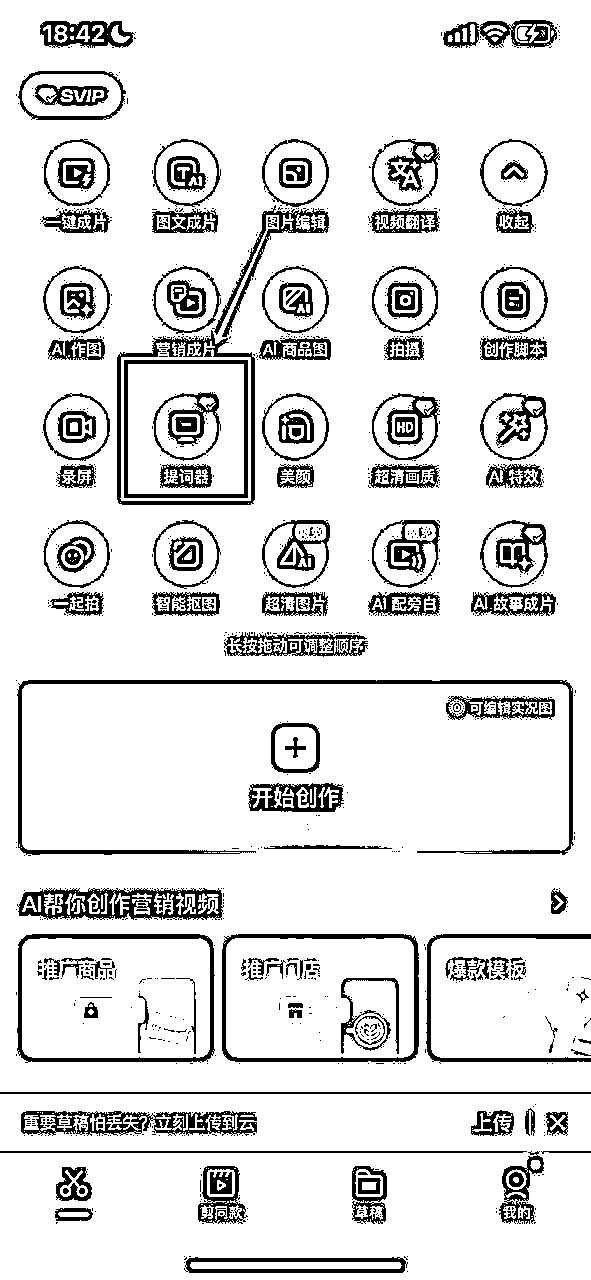 18:42
SVIP
一键成片 图文成片 图片编辑 视频翻译 收起
AI 作图 营销成片 AI 商品图 拍摄 创作脚本
录屏 提词器 美颜 超清画质 AI 特效
一起拍 智能抠图 超清图片 AI 配旁白 AI 故事成片
长按拖动可调整顺序
可编辑实况图
开始创作
AI帮你创作营销视频
推广商品 推广门店 爆款模板
重要草稿怕丢失？立刻上传到云 上传
剪同款 草稿 我的